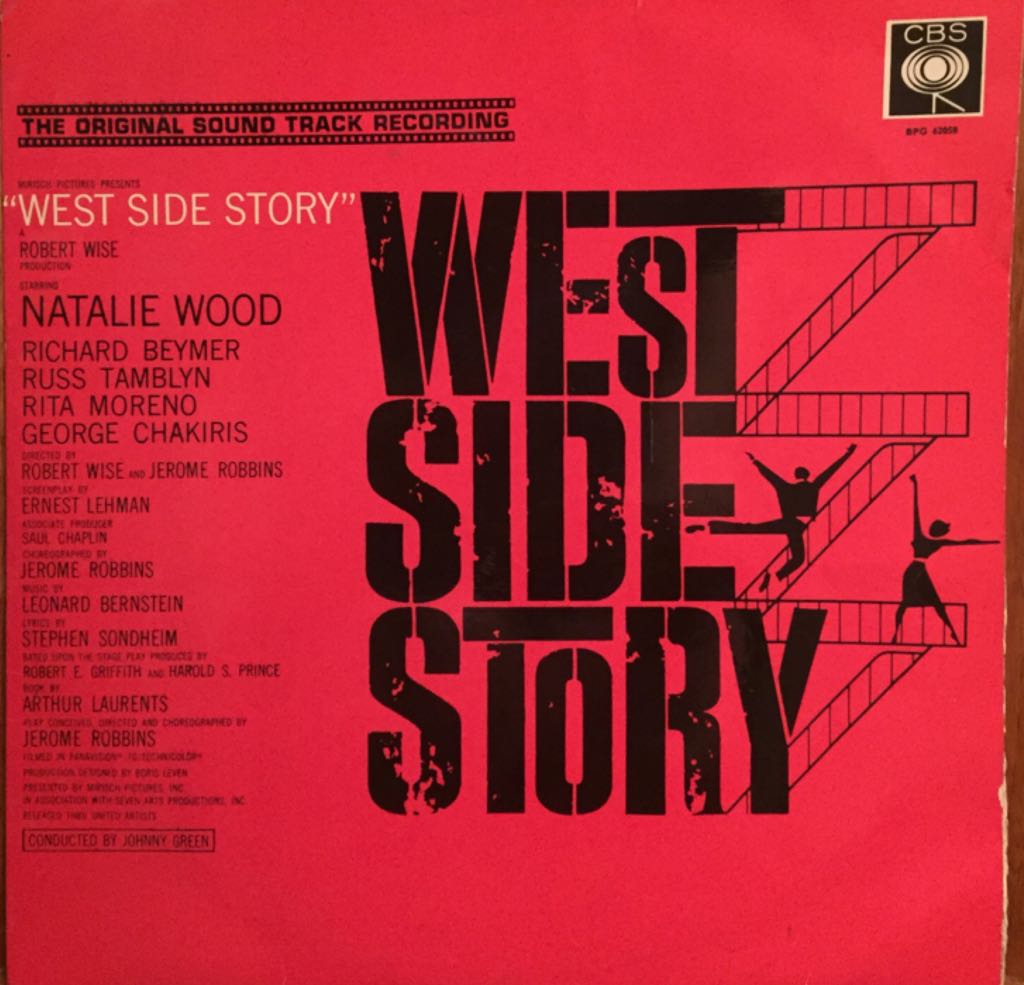 CBS
BPG 62058
THE ORIGINAL SOUND TRACK RECORDING
MIRISCH PICTURES PRESENTS
"WEST SIDE STORY"
A
ROBERT WISE
PRODUCTION
STARRING
NATALIE WOOD
RICHARD BEYMER
RUSS TAMBLYN
RITA MORENO
GEORGE CHAKIRIS
DIRECTED BY
ROBERT WISE AND JEROME ROBBINS
SCREENPLAY BY
ERNEST LEHMAN
ASSOCIATE PRODUCER
SAUL CHAPLIN
CHOREOGRAPHED BY
JEROME ROBBINS
MUSIC BY
LEONARD BERNSTEIN
LYRICS BY
STEPHEN SONDHEIM
BASED UPON THE STAGE PLAY PRODUCED BY
ROBERT E. GRIFFITH AND HAROLD S. PRINCE
BOOK BY
ARTHUR LAURENTS
PLAY CONCEIVED, DIRECTED AND CHOREOGRAPHED BY
JEROME ROBBINS
FILMED IN PANAVISION® 70 TECHNICOLOR®
PRODUCTION DESIGNED BY BORIS LEVEN
PRESENTED BY MIRISCH PICTURES, INC.
IN ASSOCIATION WITH SEVEN ARTS PRODUCTIONS, INC.
RELEASED THRU UNITED ARTISTS
CONDUCTED BY JOHNNY GREEN
WEST
SIDE
STORY